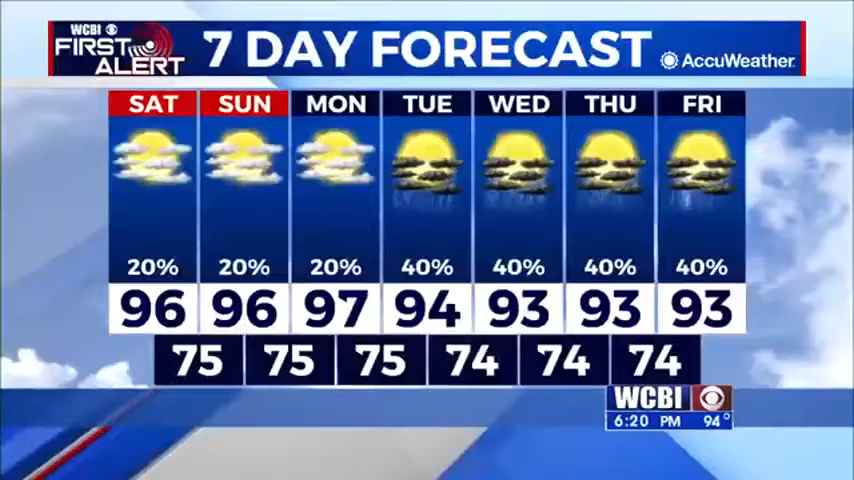 WCBI
FIRST
ALERT
7 DAY FORECAST
AccuWeather
SAT SUN MON TUE WED THU FRI
20% 20% 20% 40% 40% 40% 40%
96 96 97 94 93 93 93
75 75 75 74 74 74
WCBI
6:20 PM 94°